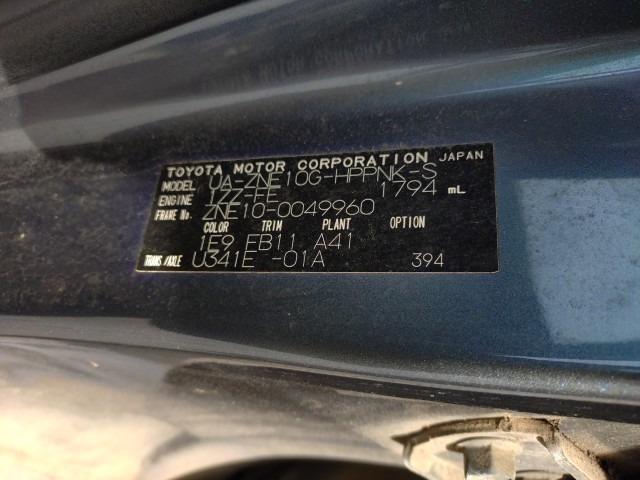 TOYOTA MOTOR CORPORATION JAPAN
MODEL UA-ZNE10G-HPPNK-S
ENGINE 1ZZ-FE 1794 mL
FRAME No. ZNE10-0049960
COLOR TRIM PLANT OPTION
1E9 FB11 A41
TRANS/AXLE U341E -01A 394